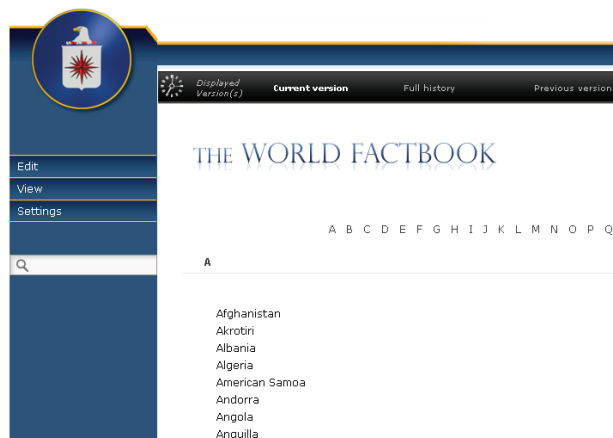 Displayed
Version(s)
Current version
Full history
Previous version
THE WORLD FACTBOOK
Edit
View
Settings
A B C D E F G H I J K L M N O P Q
A
Afghanistan
Akrotiri
Albania
Algeria
American Samoa
Andorra
Angola
Anguilla